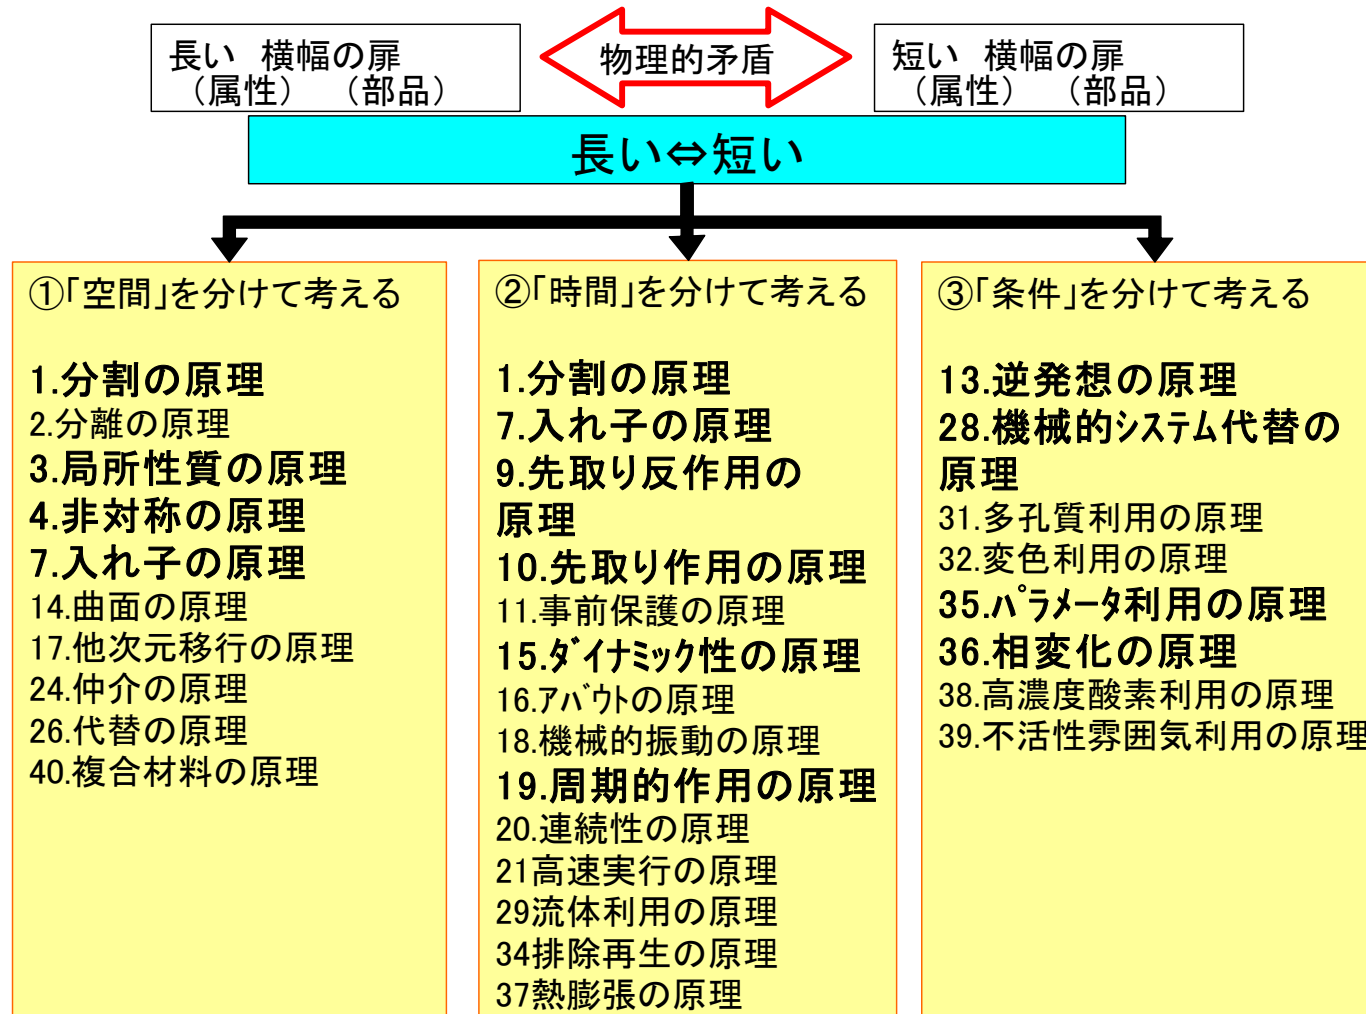 長い 横幅の扉
（属性） （部品）
物理的矛盾
短い 横幅の扉
（属性） （部品）
長い⇔短い
①「空間」を分けて考える
1.分割の原理
2.分離の原理
3.局所性質の原理
4.非対称の原理
7.入れ子の原理
14.曲面の原理
17.他次元移行の原理
24.仲介の原理
26.代替の原理
40.複合材料の原理
②「時間」を分けて考える
1.分割の原理
7.入れ子の原理
9.先取り反作用の
原理
10.先取り作用の原理
11.事前保護の原理
15.ﾀﾞｲﾅﾐｯｸ性の原理
16.ｱﾊﾞｳﾄの原理
18.機械的振動の原理
19.周期的作用の原理
20.連続性の原理
21高速実行の原理
29流体利用の原理
34排除再生の原理
37熱膨張の原理
③「条件」を分けて考える
13.逆発想の原理
28.機械的ｼｽﾃﾑ代替の
原理
31.多孔質利用の原理
32.変色利用の原理
35.ﾊﾟﾗﾒｰﾀ利用の原理
36.相変化の原理
38.高濃度酸素利用の原理
39.不活性雰囲気利用の原理